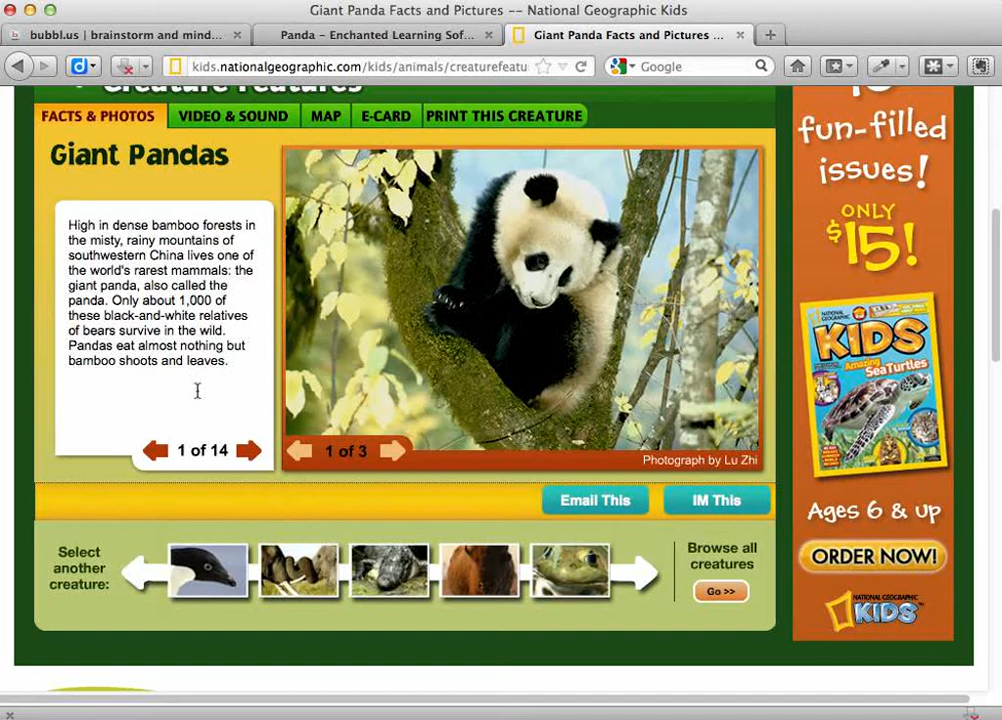 Giant Panda Facts and Pictures -- National Geographic Kids
bubbl.us | brainstorm and mind...
Panda – Enchanted Learning Sof...
Giant Panda Facts and Pictures ...
kids.nationalgeographic.com/kids/animals/creaturefeatu
Google
Creature Features
FACTS & PHOTOS
VIDEO & SOUND
MAP
E-CARD
PRINT THIS CREATURE
Giant Pandas
High in dense bamboo forests in
the misty, rainy mountains of
southwestern China lives one of
the world's rarest mammals: the
giant panda, also called the
panda. Only about 1,000 of
these black-and-white relatives
of bears survive in the wild.
Pandas eat almost nothing but
bamboo shoots and leaves.
1 of 14
1 of 3
Photograph by Lu Zhi
Email This
IM This
Select
another
creature:
Browse all
creatures
Go >>
fun-filled
issues!
ONLY
$15!
NATIONAL GEOGRAPHIC
KIDS
Amazing
Sea Turtles
Ages 6 & up
ORDER NOW!
NATIONAL GEOGRAPHIC
KIDS